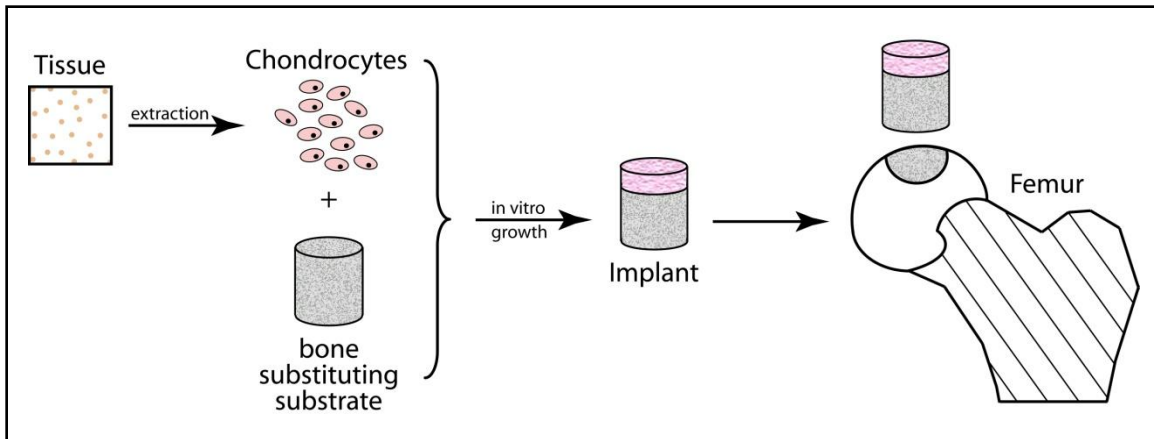 Tissue
extraction
Chondrocytes
+
bone
substituting
substrate
in vitro
growth
Implant
Femur